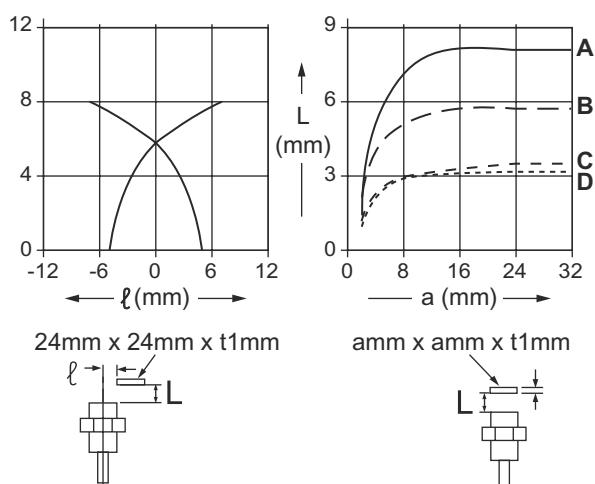 12
8
4
0
-12 -6 0 6 12
ℓ (mm)
L
(mm)
9
6
3
0
0 8 16 24 32
a (mm)
A
B
C
D
24mm x 24mm x t1mm
ℓ
L
amm x amm x t1mm
L